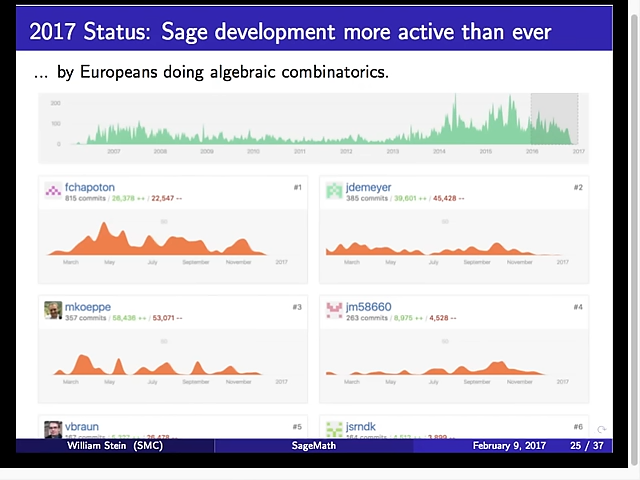 2017 Status: Sage development more active than ever
... by Europeans doing algebraic combinatorics.
200
100
0
2007 2008 2009 2010 2011 2012 2013 2014 2015 2016 2017
fchapoton #1
815 commits / 26,378 ++ / 22,547 --
60
March May July September November 2017
jdemeyer #2
385 commits / 39,601 ++ / 45,428 --
60
March May July September November 2017
mkoeppe #3
357 commits / 58,436 ++ / 53,071 --
60
March May July September November 2017
jm58660 #4
263 commits / 8,975 ++ / 4,528 --
60
March May July September November 2017
vbraun #5
jsrndk #6
William Stein (SMC) SageMath February 9, 2017 25 / 37